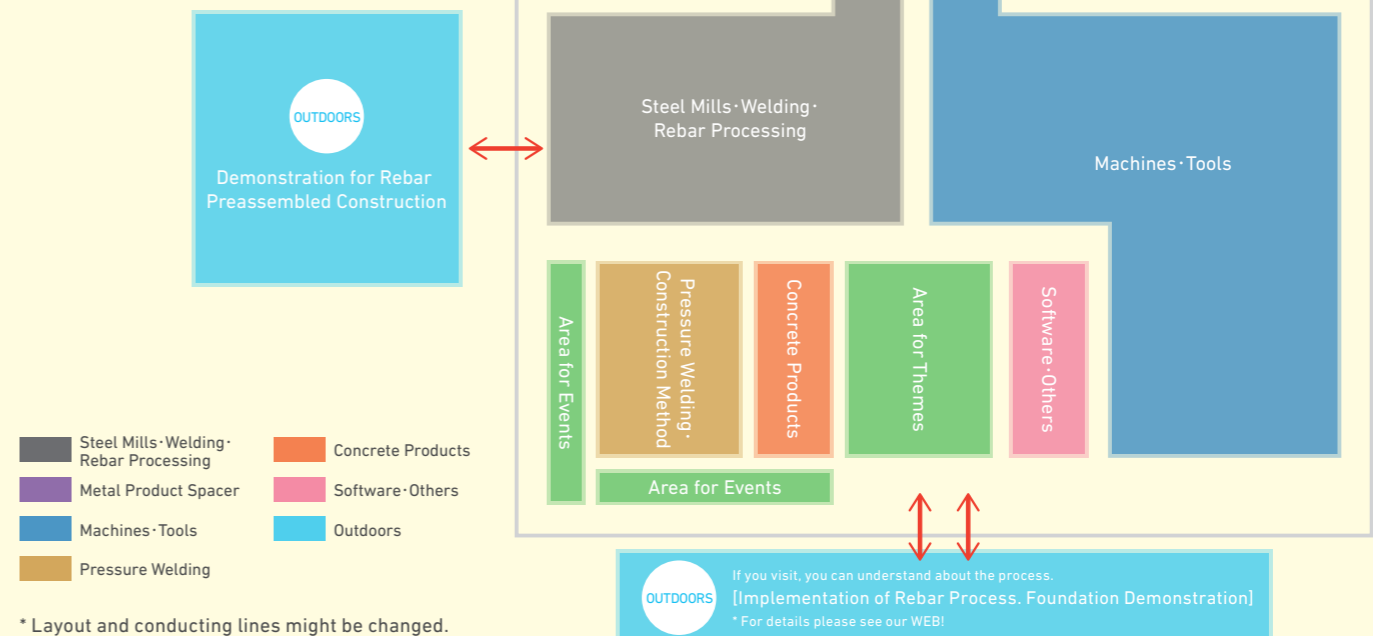 OUTDOORS
Demonstration for Rebar
Preassembled Construction
Steel Mills·Welding·
Rebar Processing
Machines·Tools
Area for Events
Pressure Welding·
Construction Method
Concrete Products
Area for Themes
Software·Others
Area for Events
Steel Mills·Welding·
Rebar Processing
Metal Product Spacer
Machines·Tools
Pressure Welding
Concrete Products
Software·Others
Outdoors
* Layout and conducting lines might be changed.
OUTDOORS
If you visit, you can understand about the process.
[Implementation of Rebar Process. Foundation Demonstration]
* For details please see our WEB!